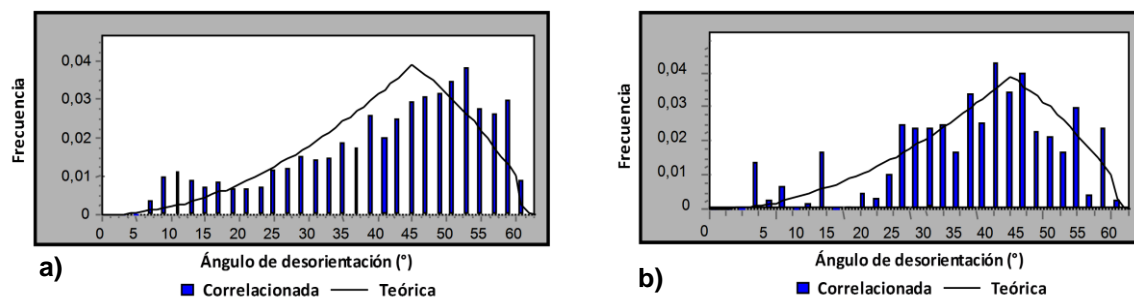 0,04
0,03
0,02
0,01
0
Frecuencia
0 5 10 15 20 25 30 35 40 45 50 55 60
Ángulo de desorientación (°)
a)
Correlacionada Teórica
0,04
0,03
0,02
0,01
0
Frecuencia
0 5 10 15 20 25 30 35 40 45 50 55 60
Ángulo de desorientación (°)
b)
Correlacionada Teórica